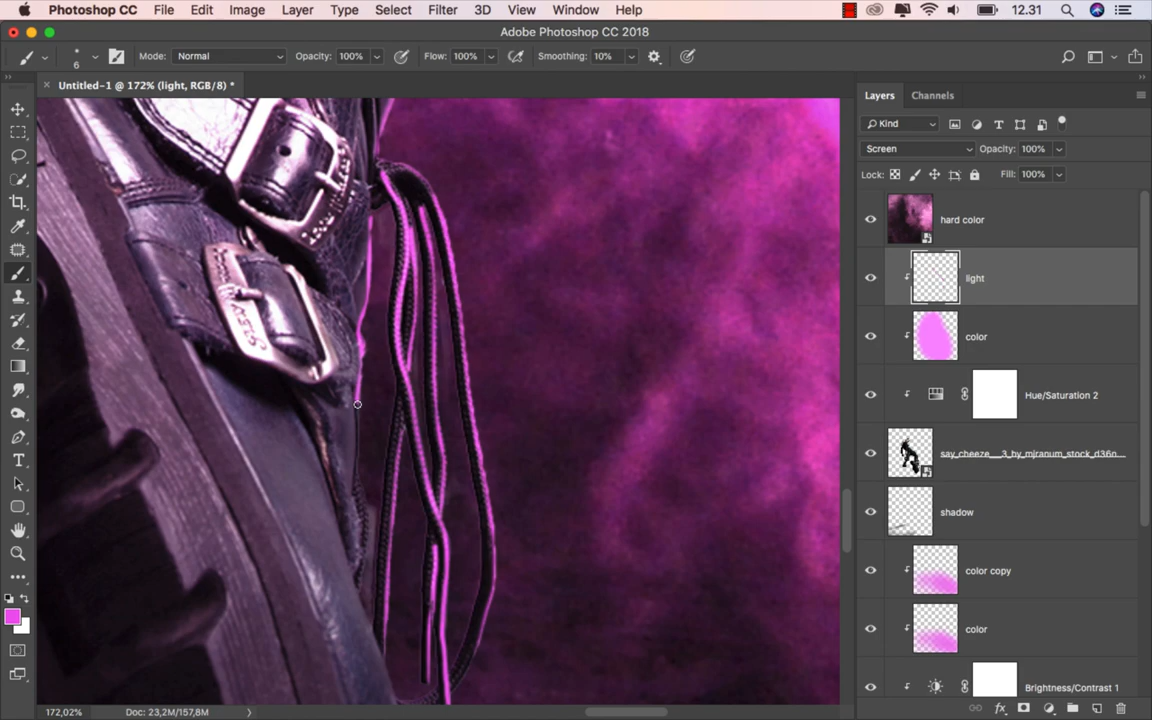 Photoshop CC File Edit Image Layer Type Select Filter 3D View Window Help 12.31
Adobe Photoshop CC 2018
6 Mode: Normal Opacity: 100% Flow: 100% Smoothing: 10%
Untitled-1 @ 172% (light, RGB/8) *
Layers Channels
Kind
Screen Opacity: 100%
Lock: Fill: 100%
hard color
light
color
Hue/Saturation 2
say_cheeze___3_by_mjranum_stock_d36n...
shadow
color copy
color
Brightness/Contrast 1
172,02% Doc: 23,2M/157,8M